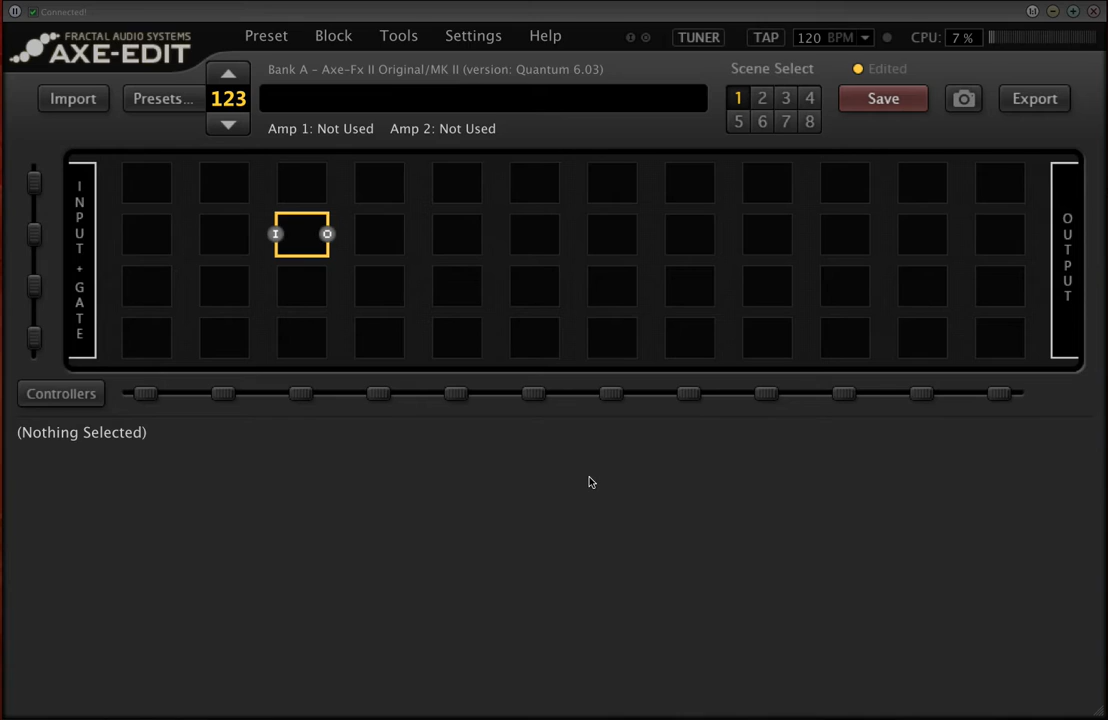 Connected!
FRACTAL AUDIO SYSTEMS
AXE-EDIT
Preset Block Tools Settings Help
TUNER TAP 120 BPM CPU: 7 %
Bank A - Axe-Fx II Original/MK II (version: Quantum 6.03)
Scene Select Edited
Import Presets... 123 1 2 3 4 Save Export
5 6 7 8
Amp 1: Not Used Amp 2: Not Used
INPUT + GATE
I O
OUTPUT
Controllers
(Nothing Selected)